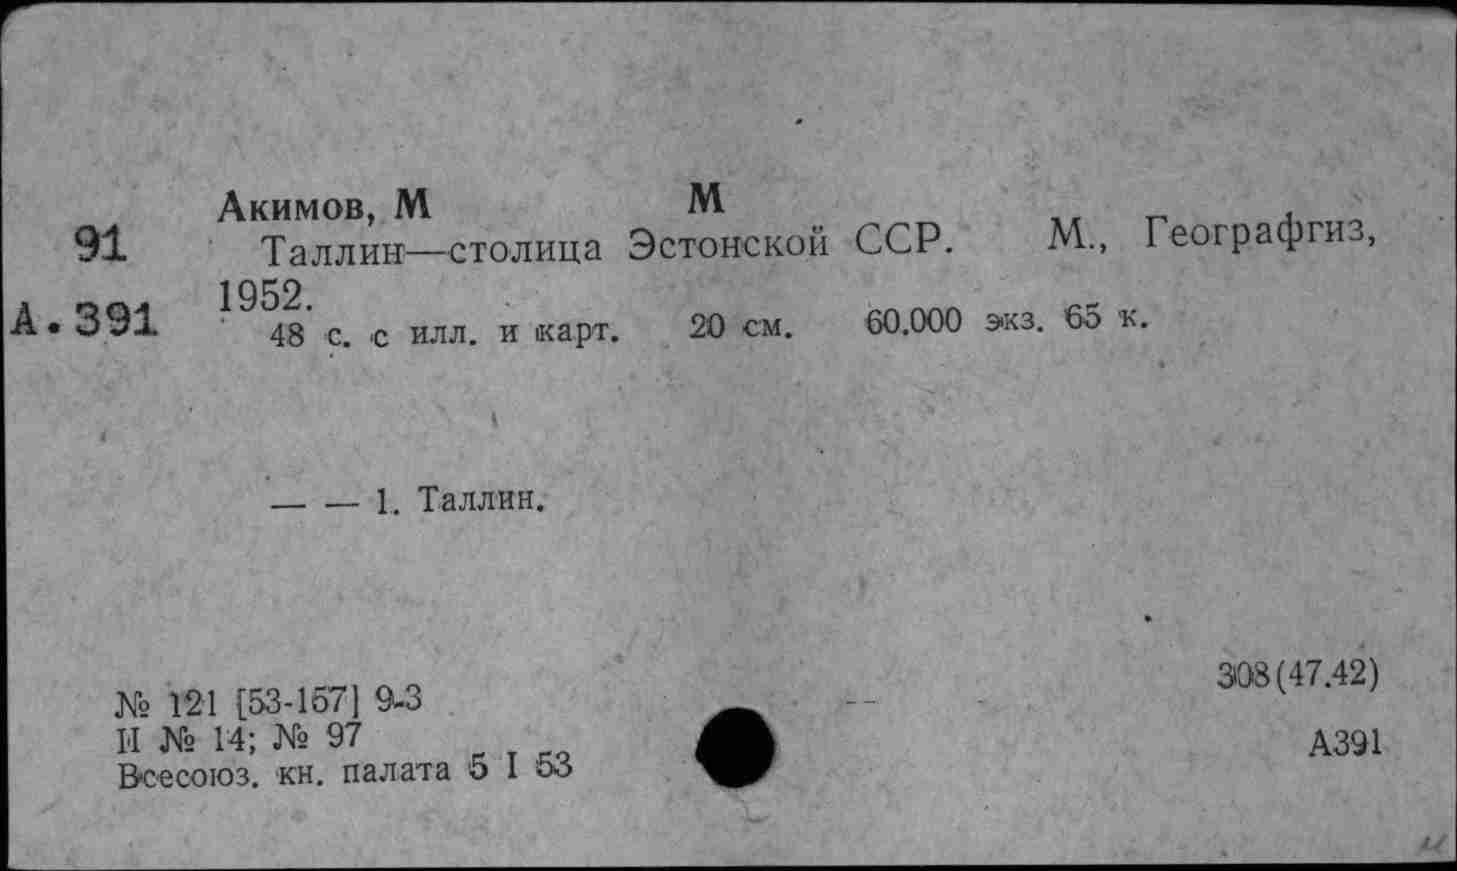 Акимов, М М
91 Таллин—столица Эстонской ССР. М., Географгиз,
1952.
А.391 48 с. с илл. и карт. 20 см. 60.000 экз. 65 к.
— — 1. Таллин.
308(47.42)
№ 121 [53-157] 9-3
II № 14; № 97
А391
Всесоюз. кн. палата 5 I 53